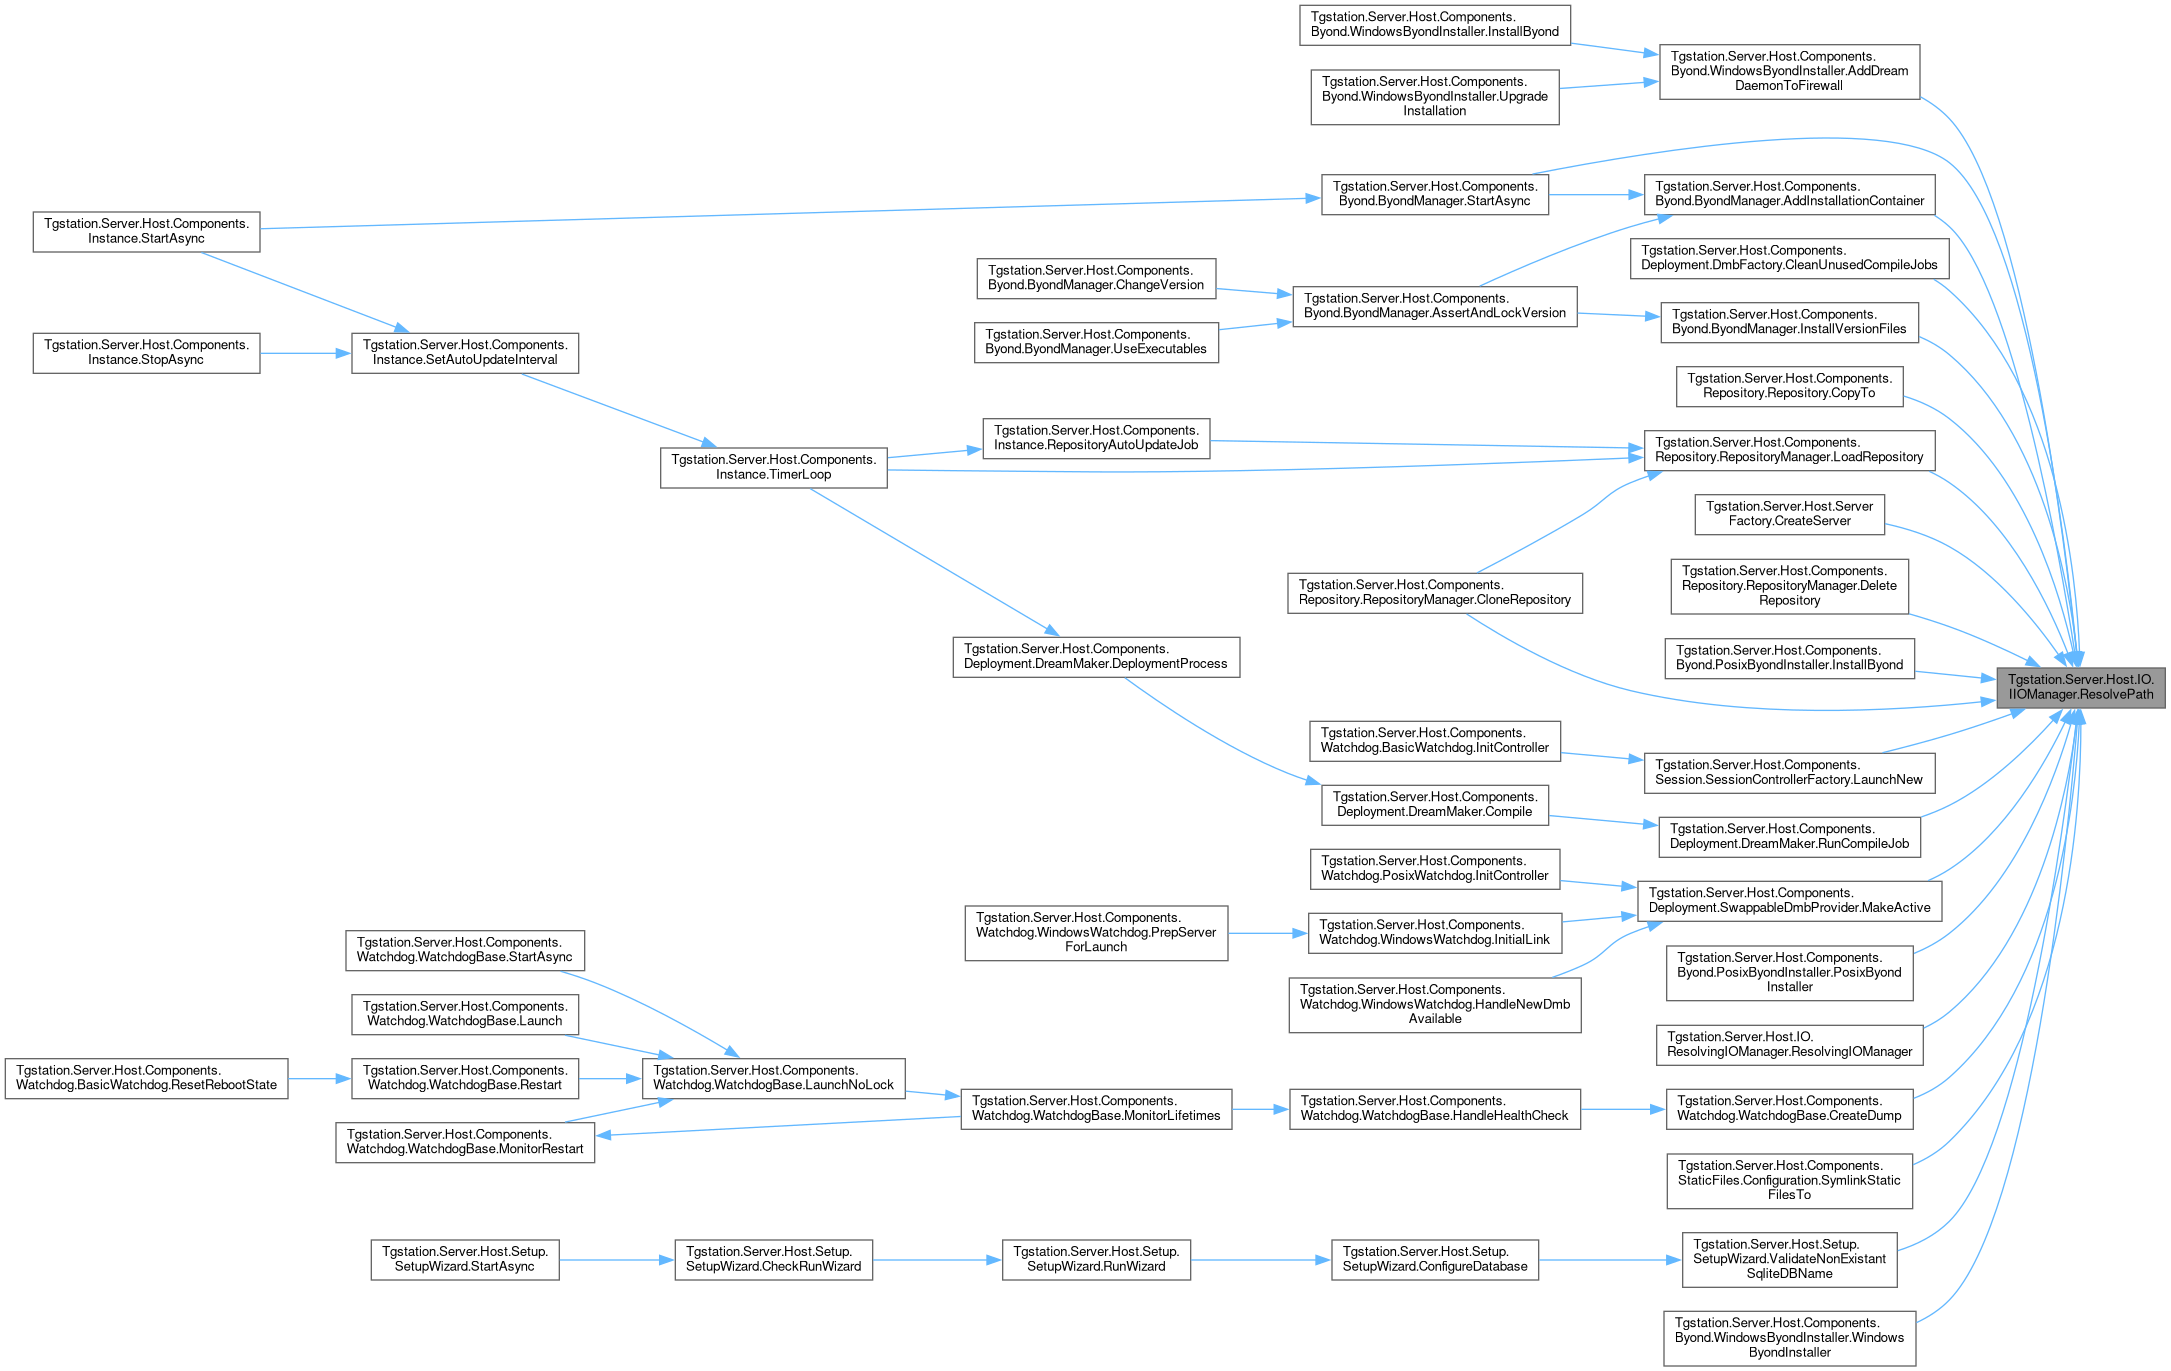 Tgstation.Server.Host.Components.
Byond.WindowsByondInstaller.InstallByond
Tgstation.Server.Host.Components.
Byond.WindowsByondInstaller.AddDream
DaemonToFirewall
Tgstation.Server.Host.Components.
Byond.WindowsByondInstaller.Upgrade
Installation
Tgstation.Server.Host.Components.
Byond.ByondManager.StartAsync
Tgstation.Server.Host.Components.
Byond.ByondManager.AddInstallationContainer
Tgstation.Server.Host.Components.
Instance.StartAsync
Tgstation.Server.Host.Components.
Deployment.DmbFactory.CleanUnusedCompileJobs
Tgstation.Server.Host.Components.
Byond.ByondManager.ChangeVersion
Tgstation.Server.Host.Components.
Byond.ByondManager.AssertAndLockVersion
Tgstation.Server.Host.Components.
Byond.ByondManager.InstallVersionFiles
Tgstation.Server.Host.Components.
Byond.ByondManager.UseExecutables
Tgstation.Server.Host.Components.
Instance.StopAsync
Tgstation.Server.Host.Components.
Instance.SetAutoUpdateInterval
Tgstation.Server.Host.Components.
Repository.Repository.CopyTo
Tgstation.Server.Host.Components.
Instance.RepositoryAutoUpdateJob
Tgstation.Server.Host.Components.
Repository.RepositoryManager.LoadRepository
Tgstation.Server.Host.Components.
Instance.TimerLoop
Tgstation.Server.Host.Server
Factory.CreateServer
Tgstation.Server.Host.Components.
Repository.RepositoryManager.Delete
Repository
Tgstation.Server.Host.Components.
Repository.RepositoryManager.CloneRepository
Tgstation.Server.Host.Components.
Deployment.DreamMaker.DeploymentProcess
Tgstation.Server.Host.Components.
Byond.PosixByondInstaller.InstallByond
Tgstation.Server.Host.IO.
IIOManager.ResolvePath
Tgstation.Server.Host.Components.
Watchdog.BasicWatchdog.InitController
Tgstation.Server.Host.Components.
Session.SessionControllerFactory.LaunchNew
Tgstation.Server.Host.Components.
Deployment.DreamMaker.Compile
Tgstation.Server.Host.Components.
Deployment.DreamMaker.RunCompileJob
Tgstation.Server.Host.Components.
Watchdog.PosixWatchdog.InitController
Tgstation.Server.Host.Components.
Deployment.SwappableDmbProvider.MakeActive
Tgstation.Server.Host.Components.
Watchdog.WindowsWatchdog.PrepServer
ForLaunch
Tgstation.Server.Host.Components.
Watchdog.WindowsWatchdog.InitialLink
Tgstation.Server.Host.Components.
Watchdog.WatchdogBase.StartAsync
Tgstation.Server.Host.Components.
Byond.PosixByondInstaller.PosixByond
Installer
Tgstation.Server.Host.Components.
Watchdog.WindowsWatchdog.HandleNewDmb
Available
Tgstation.Server.Host.Components.
Watchdog.WatchdogBase.Launch
Tgstation.Server.Host.IO.
ResolvingIOManager.ResolvingIOManager
Tgstation.Server.Host.Components.
Watchdog.BasicWatchdog.ResetRebootState
Tgstation.Server.Host.Components.
Watchdog.WatchdogBase.Restart
Tgstation.Server.Host.Components.
Watchdog.WatchdogBase.LaunchNoLock
Tgstation.Server.Host.Components.
Watchdog.WatchdogBase.MonitorLifetimes
Tgstation.Server.Host.Components.
Watchdog.WatchdogBase.HandleHealthCheck
Tgstation.Server.Host.Components.
Watchdog.WatchdogBase.CreateDump
Tgstation.Server.Host.Components.
Watchdog.WatchdogBase.MonitorRestart
Tgstation.Server.Host.Components.
StaticFiles.Configuration.SymlinkStatic
FilesTo
Tgstation.Server.Host.Setup.
SetupWizard.StartAsync
Tgstation.Server.Host.Setup.
SetupWizard.CheckRunWizard
Tgstation.Server.Host.Setup.
SetupWizard.RunWizard
Tgstation.Server.Host.Setup.
SetupWizard.ConfigureDatabase
Tgstation.Server.Host.Setup.
SetupWizard.ValidateNonExistant
SqliteDBName
Tgstation.Server.Host.Components.
Byond.WindowsByondInstaller.Windows
ByondInstaller